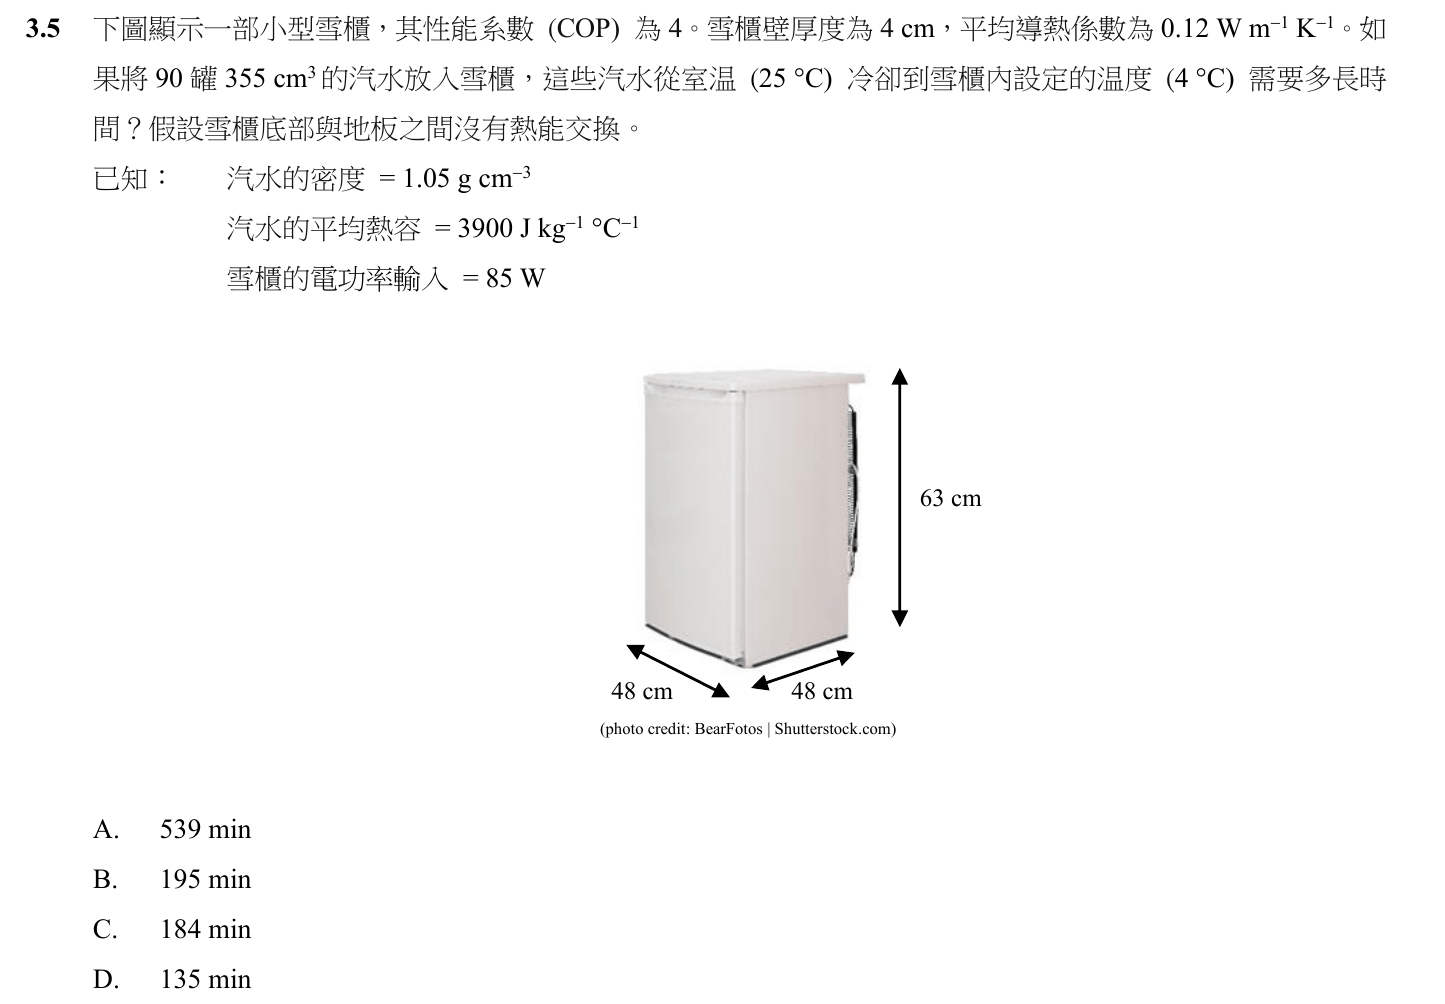 3.5 下圖顯示一部小型雪櫃，其性能系數 (COP) 為 4。雪櫃壁厚度為 4 cm，平均導熱係數為 0.12 W m⁻¹ K⁻¹。如
果將 90 罐 355 cm³ 的汽水放入雪櫃，這些汽水從室温 (25 °C) 冷卻到雪櫃內設定的温度 (4 °C) 需要多長時
間？假設雪櫃底部與地板之間沒有熱能交換。
已知： 汽水的密度 = 1.05 g cm⁻³
汽水的平均熱容 = 3900 J kg⁻¹ °C⁻¹
雪櫃的電功率輸入 = 85 W
63 cm
48 cm 48 cm
(photo credit: BearFotos | Shutterstock.com)
A. 539 min
B. 195 min
C. 184 min
D. 135 min